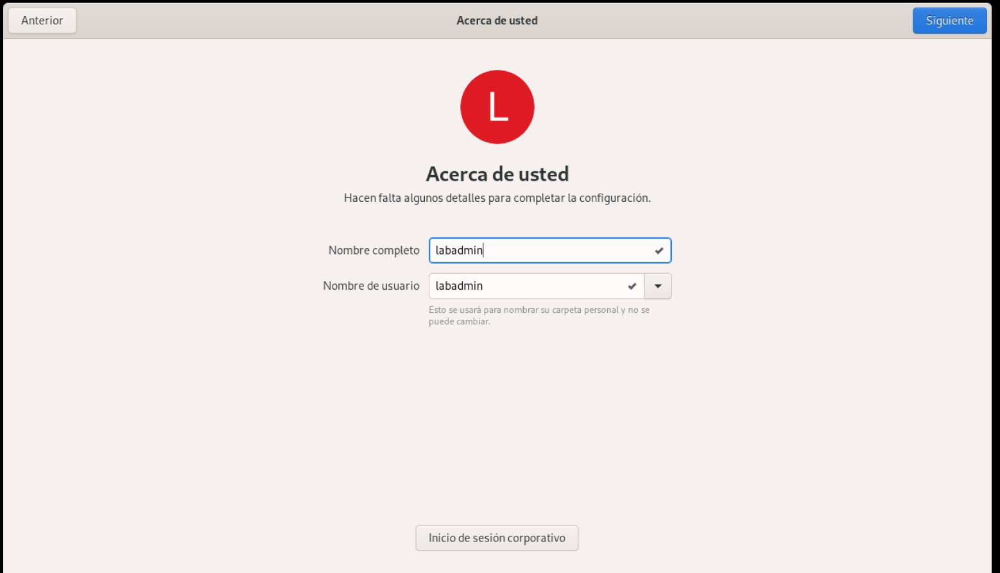 Anterior
Acerca de usted
Siguiente
L
Acerca de usted
Hacen falta algunos detalles para completar la configuración.
Nombre completo
labadmin
Nombre de usuario
labadmin
Esto se usará para nombrar su carpeta personal y no se
puede cambiar.
Inicio de sesión corporativo